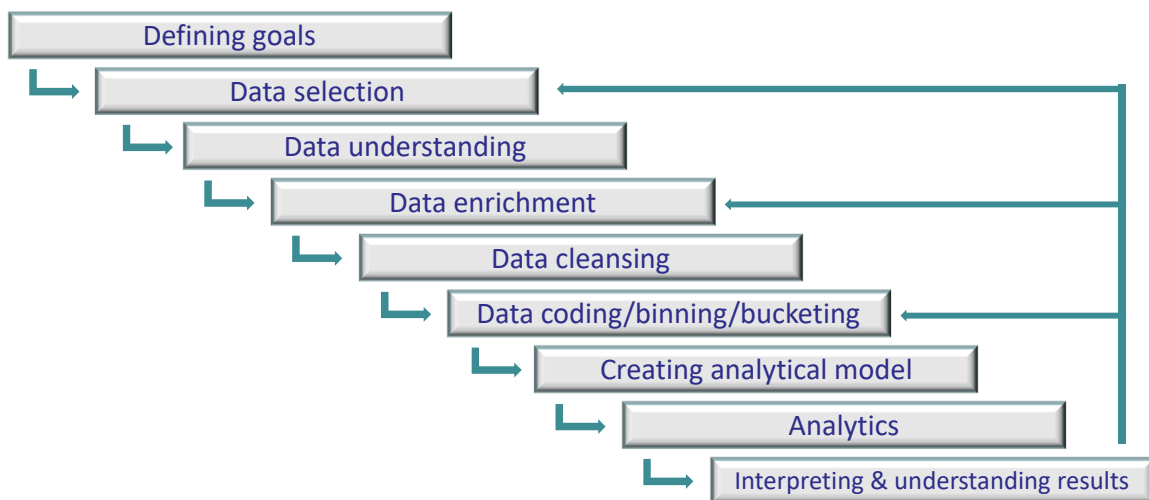 Defining goals
Data selection
Data understanding
Data enrichment
Data cleansing
Data coding/binning/bucketing
Creating analytical model
Analytics
Interpreting & understanding results